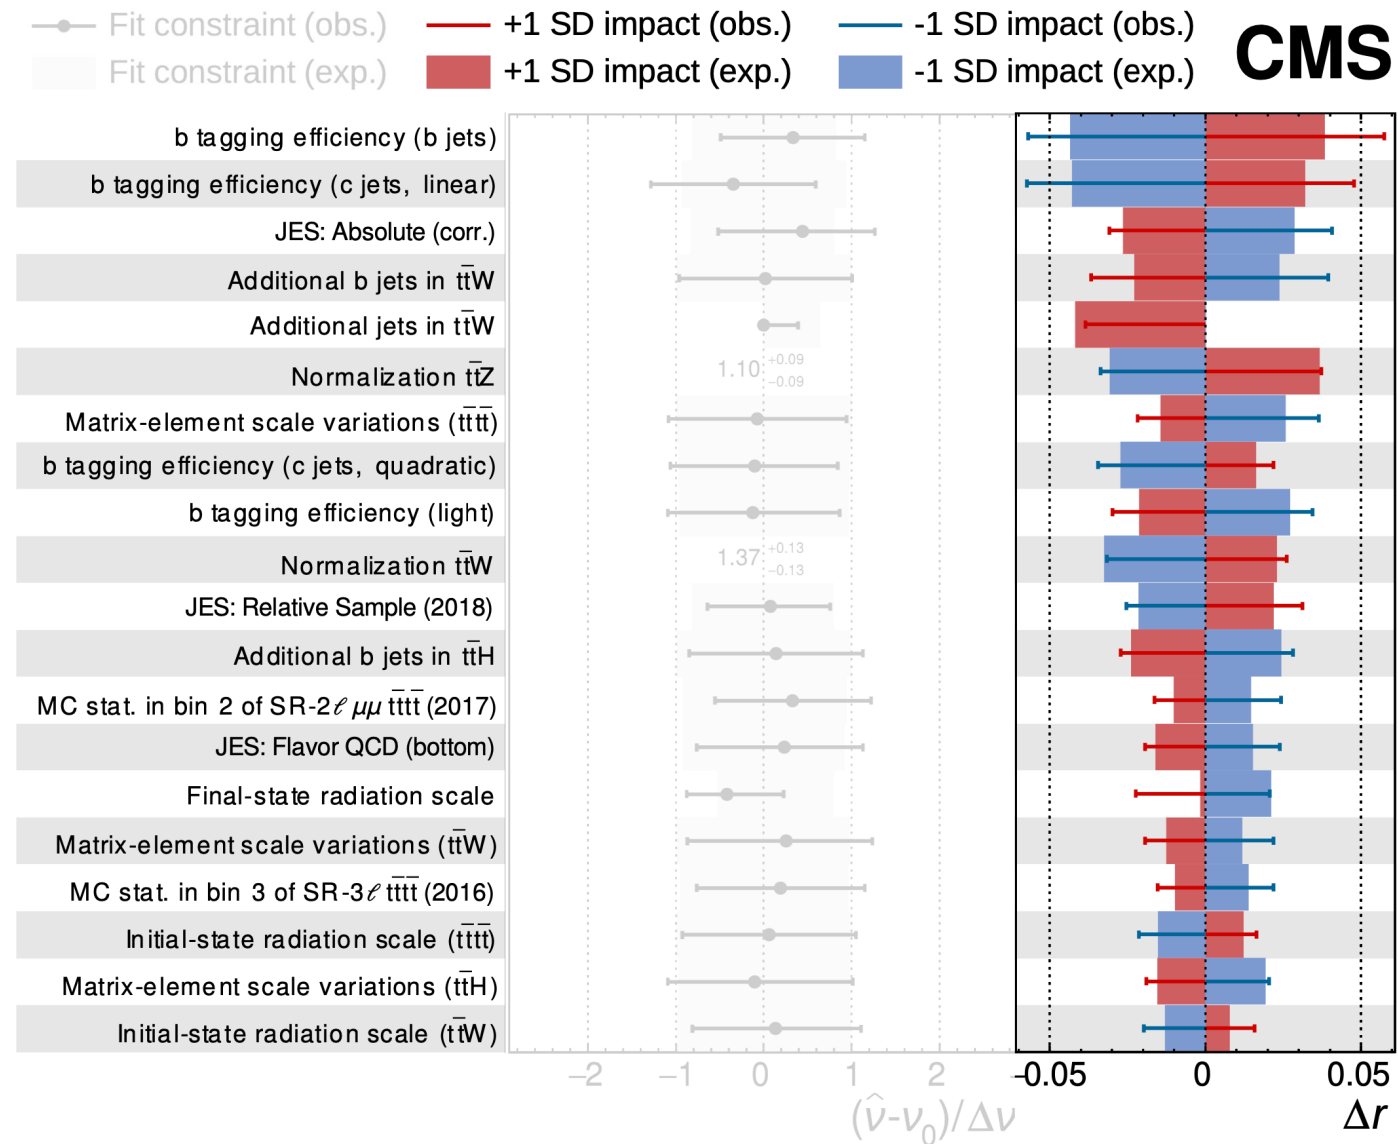 Fit constraint (obs.) +1 SD impact (obs.) -1 SD impact (obs.) CMS
Fit constraint (exp.) +1 SD impact (exp.) -1 SD impact (exp.)
b tagging efficiency (b jets)
b tagging efficiency (c jets, linear)
JES: Absolute (corr.)
Additional b jets in tt̅W
Additional jets in tt̅W
Normalization tt̅Z 1.10 +0.09 −0.09
Matrix-element scale variations (tt̅tt̅)
b tagging efficiency (c jets, quadratic)
b tagging efficiency (light)
Normalization tt̅W 1.37 +0.13 −0.13
JES: Relative Sample (2018)
Additional b jets in tt̅H
MC stat. in bin 2 of SR-2ℓ μμ tt̅tt̅ (2017)
JES: Flavor QCD (bottom)
Final-state radiation scale
Matrix-element scale variations (tt̅W)
MC stat. in bin 3 of SR-3ℓ tt̅tt̅ (2016)
Initial-state radiation scale (tt̅tt̅)
Matrix-element scale variations (tt̅H)
Initial-state radiation scale (tt̅W)
−2 −1 0 1 2 −0.05 0 0.05
(ν̂-ν₀)/Δν Δr